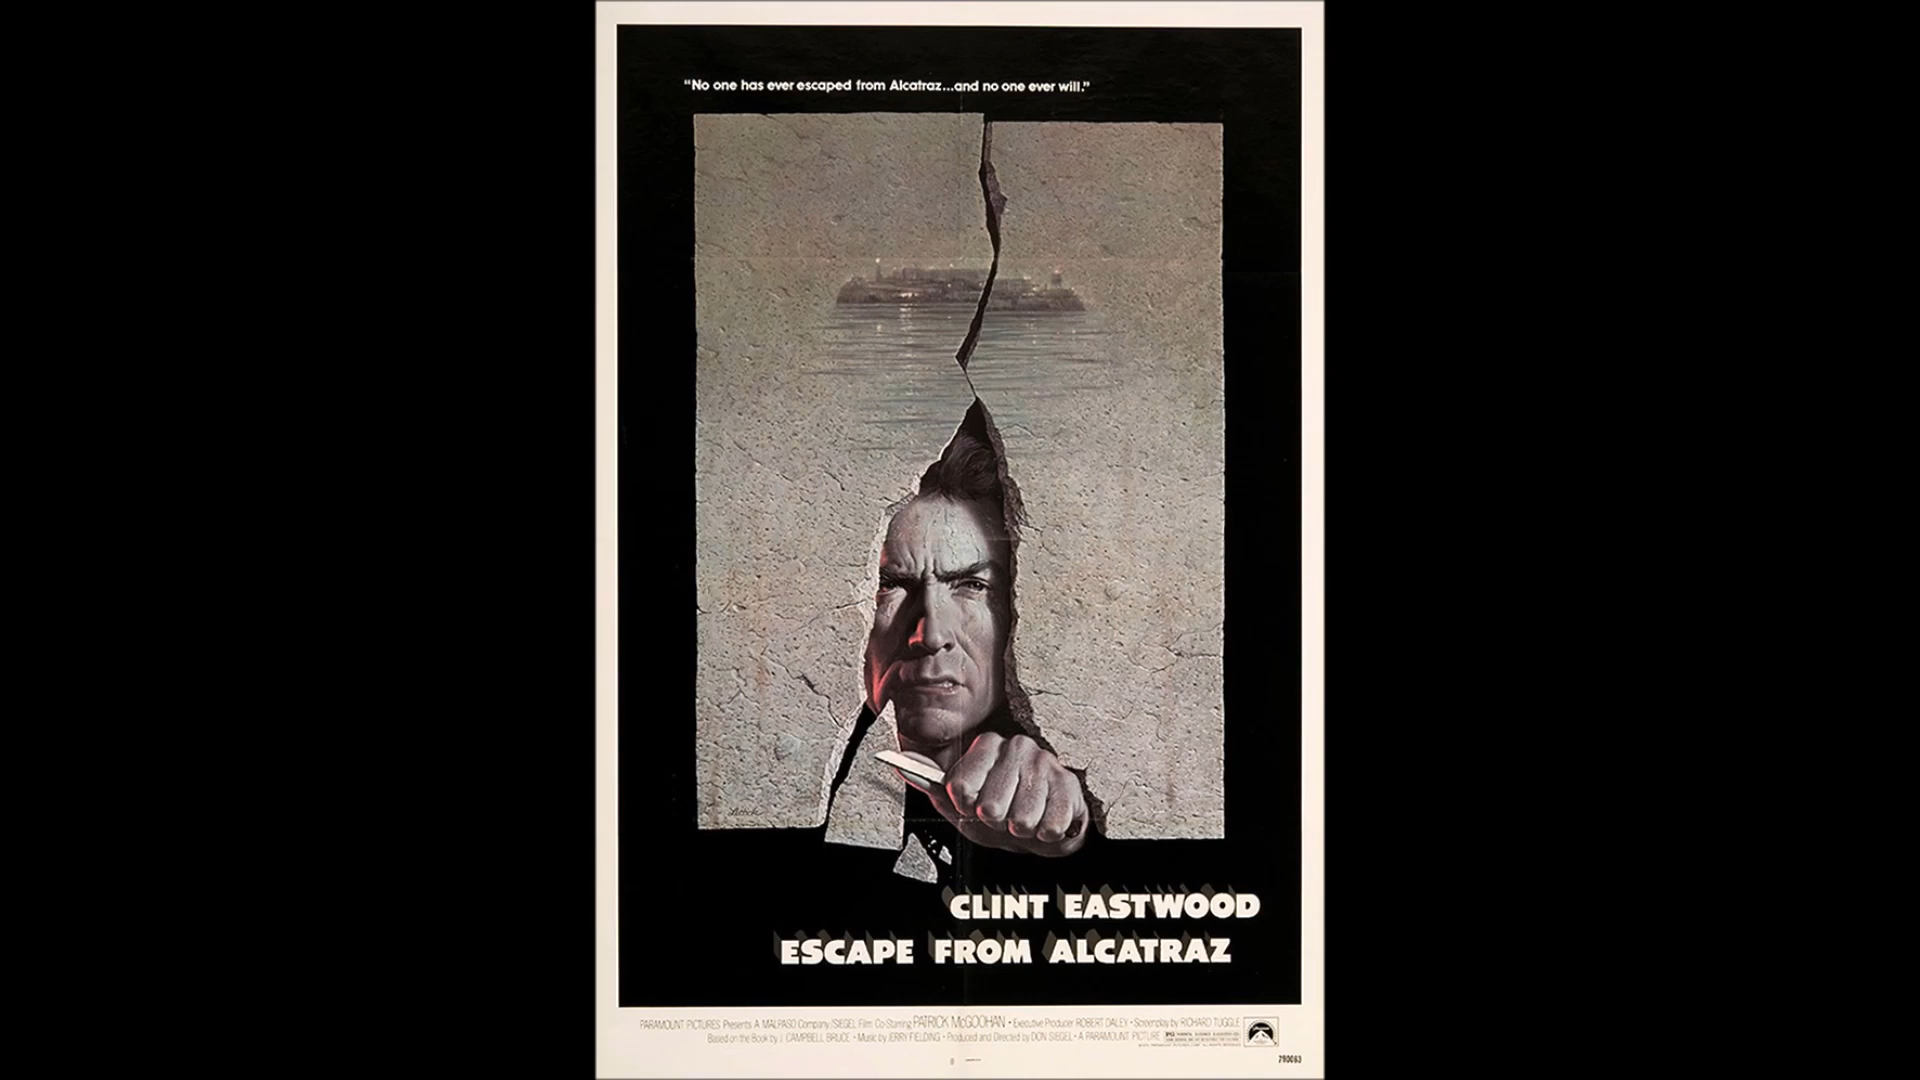 “No one has ever escaped from Alcatraz...and no one ever will.”
CLINT EASTWOOD
ESCAPE FROM ALCATRAZ
PARAMOUNT PICTURES Presents A MALPASO Company/SIEGEL Film Co-Starring PATRICK McGOOHAN • Executive Producer ROBERT DALEY • Screenplay by RICHARD TUGGLE
Based on the Book by J. CAMPBELL BRUCE • Music by JERRY FIELDING • Produced and Directed by DON SIEGEL • A PARAMOUNT PICTURE PG
790063